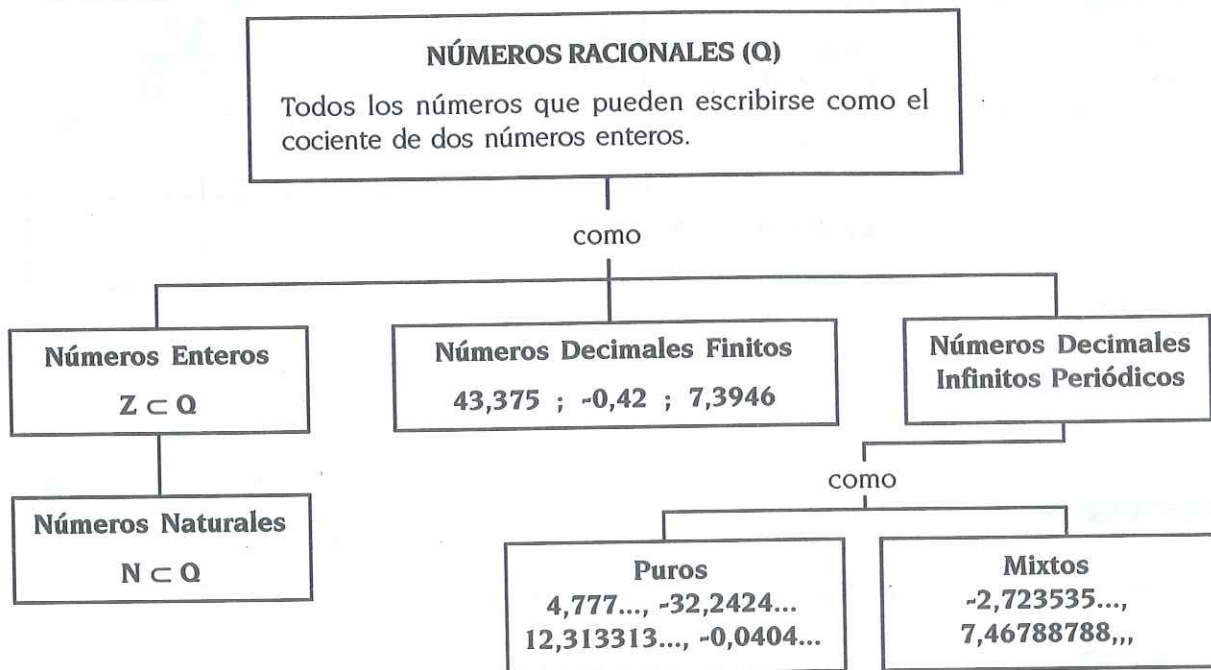 NÚMEROS RACIONALES (Q)
Todos los números que pueden escribirse como el
cociente de dos números enteros.
como
Números Enteros
Z ⊂ Q
Números Naturales
N ⊂ Q
Números Decimales Finitos
43,375 ; -0,42 ; 7,3946
Números Decimales
Infinitos Periódicos
como
Puros
4,777..., -32,2424...
12,313313..., -0,0404...
Mixtos
-2,723535...,
7,46788788,,,